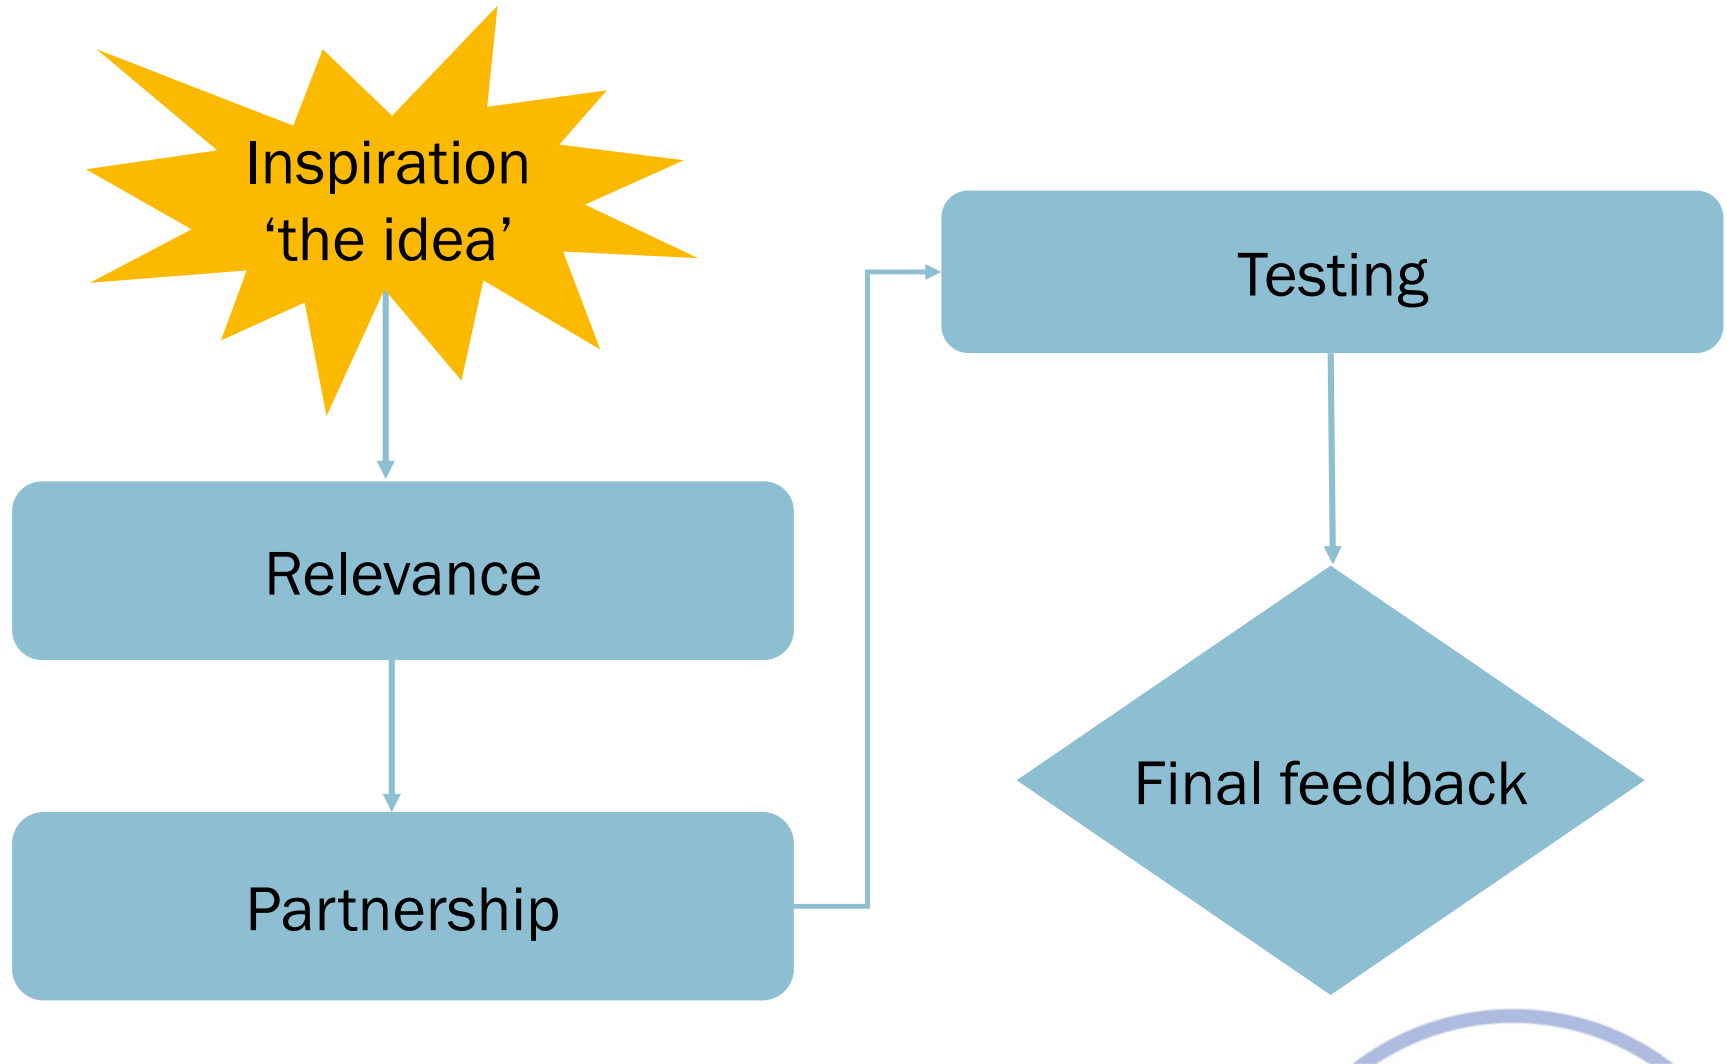 Inspiration
‘the idea’
Relevance
Partnership
Testing
Final feedback